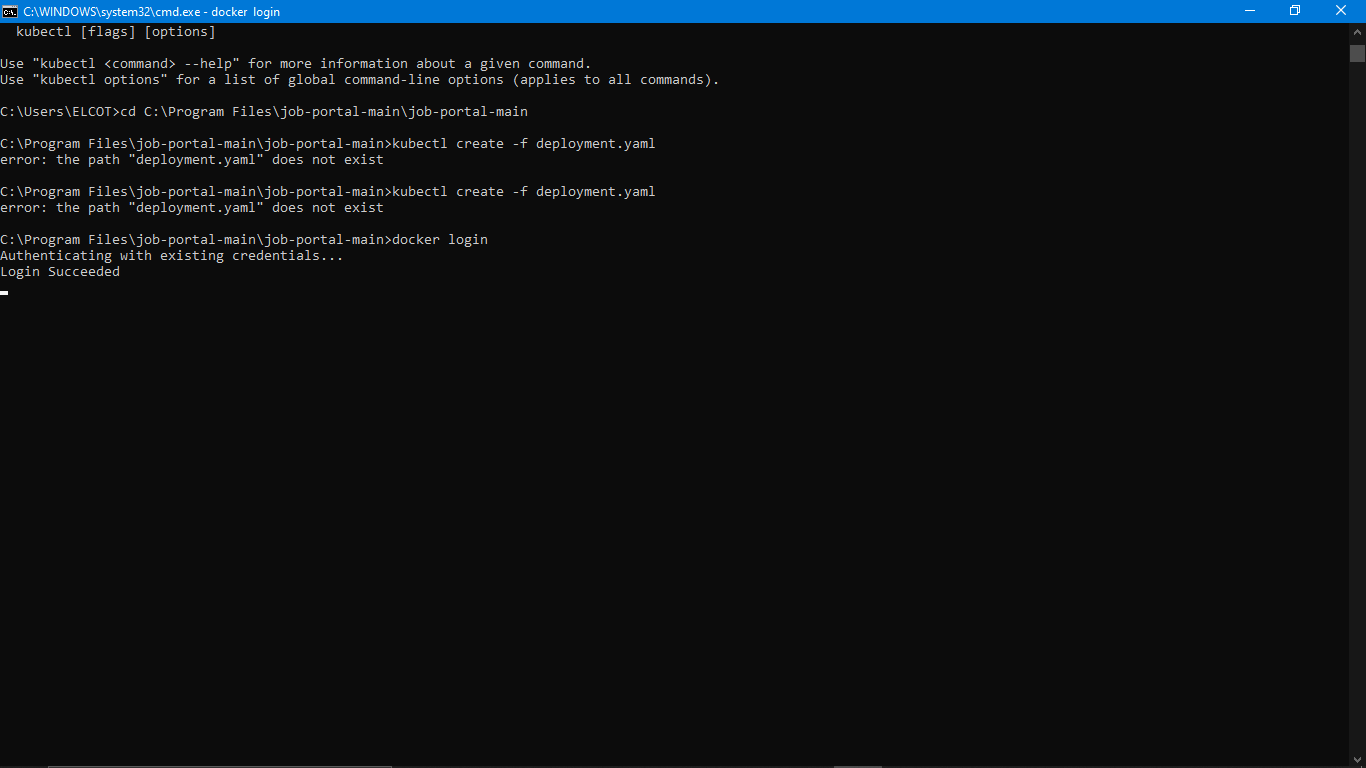 C:\WINDOWS\system32\cmd.exe - docker login
kubectl [flags] [options]
Use "kubectl <command> --help" for more information about a given command.
Use "kubectl options" for a list of global command-line options (applies to all commands).
C:\Users\ELCOT>cd C:\Program Files\job-portal-main\job-portal-main
C:\Program Files\job-portal-main\job-portal-main>kubectl create -f deployment.yaml
error: the path "deployment.yaml" does not exist
C:\Program Files\job-portal-main\job-portal-main>kubectl create -f deployment.yaml
error: the path "deployment.yaml" does not exist
C:\Program Files\job-portal-main\job-portal-main>docker login
Authenticating with existing credentials...
Login Succeeded